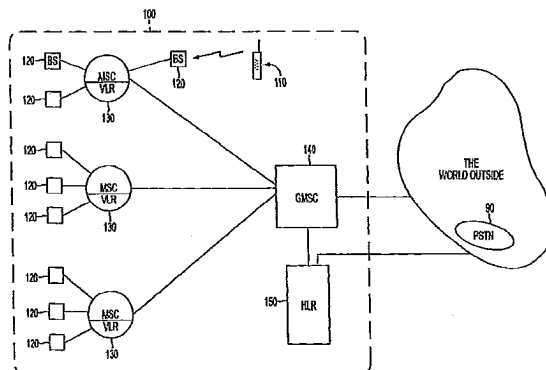 100
120
BS
BS
120
MSC
VLR
130
120
110
120
120
MSC
VLR
130
120
140
GMSC
THE
WORLD OUTSIDE
90
PSTN
120
120
MSC
VLR
130
120
150
HLR